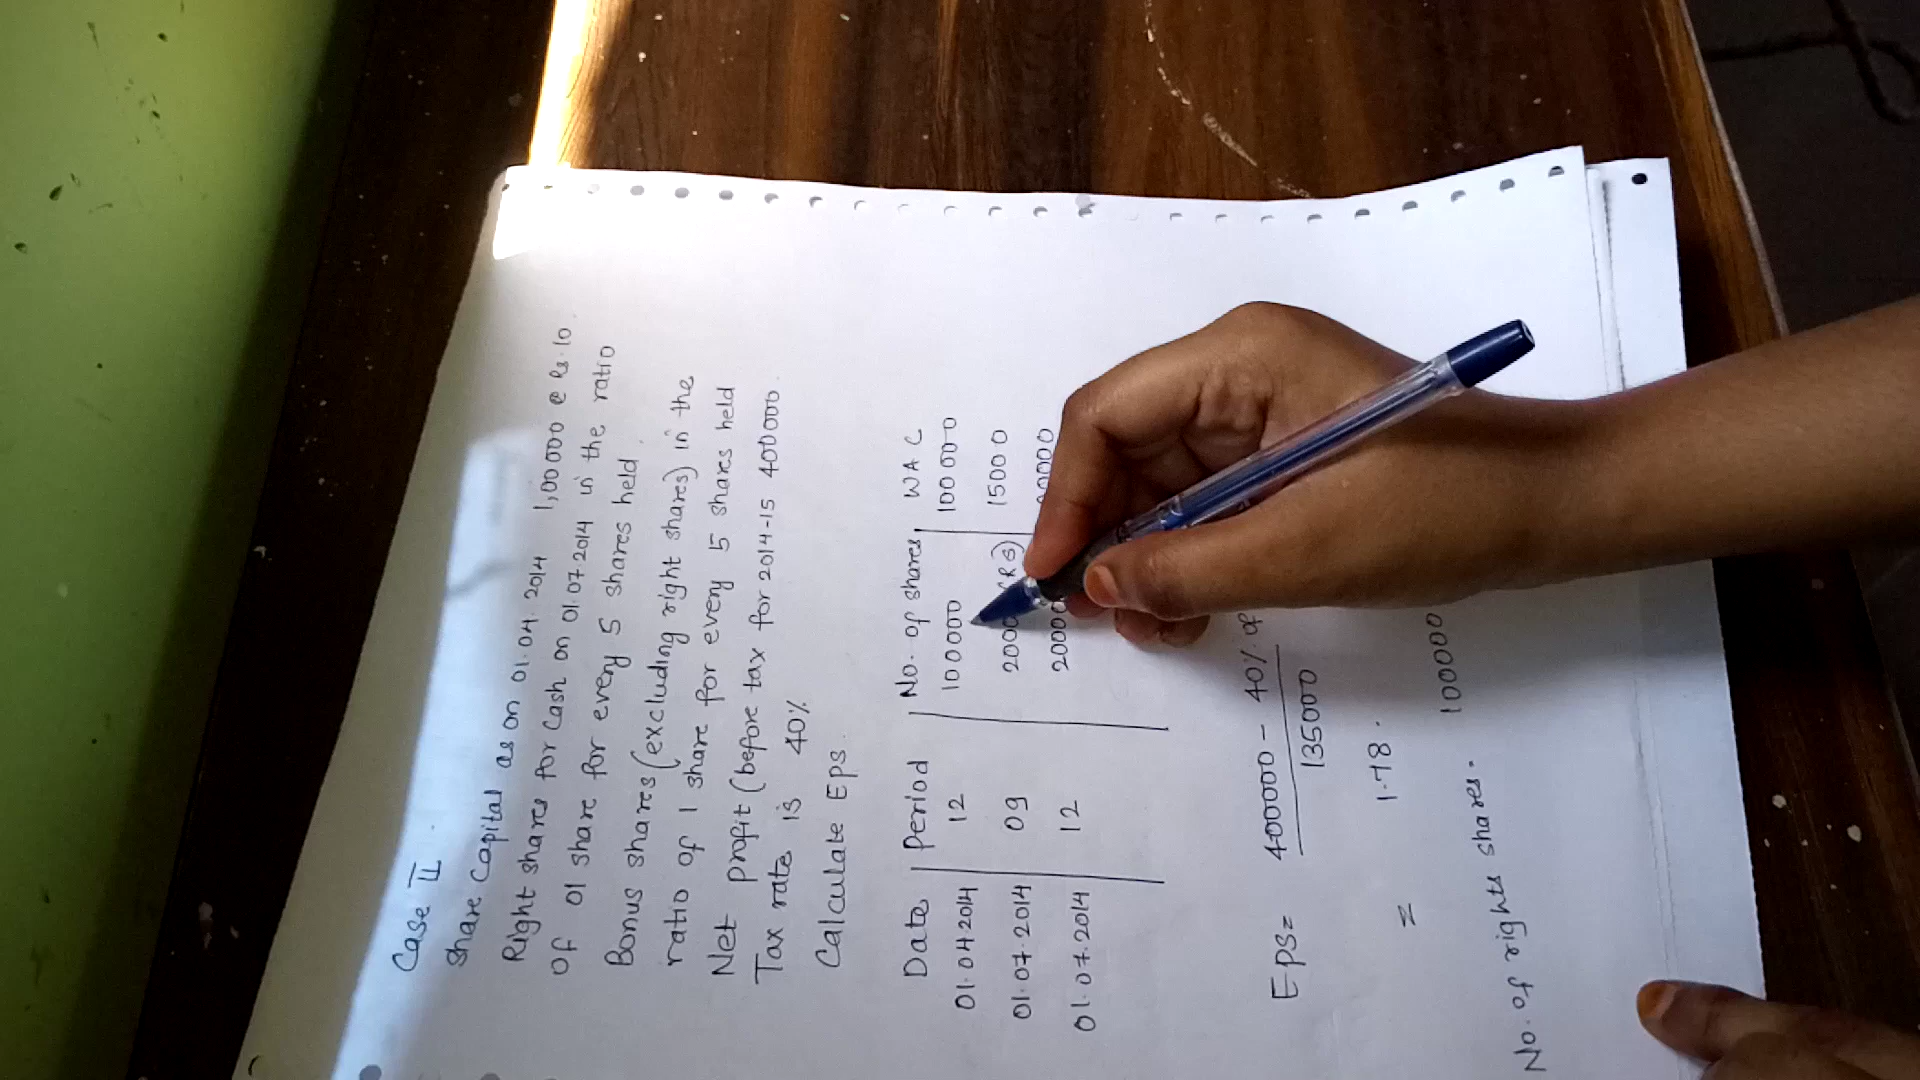 Case II.
Share Capital as on 01.04.2014 1,00000 @ Rs.10.
Right shares for Cash on 01.07.2014 in the ratio
of 01 share for every 5 shares held.
Bonus shares (excluding right shares) in the
ratio of 1 share for every 5 shares held
Net profit (before tax for 2014-15 400000.
Tax rate is 40%
Calculate Eps.
Date Period No. of shares WAC
01.04.2014 12 100000 100000
01.07.2014 09 15000
01.07.2014 12
Eps= 400000 - 40% of
135000
= 1.78.
No. of rights shares. 100000